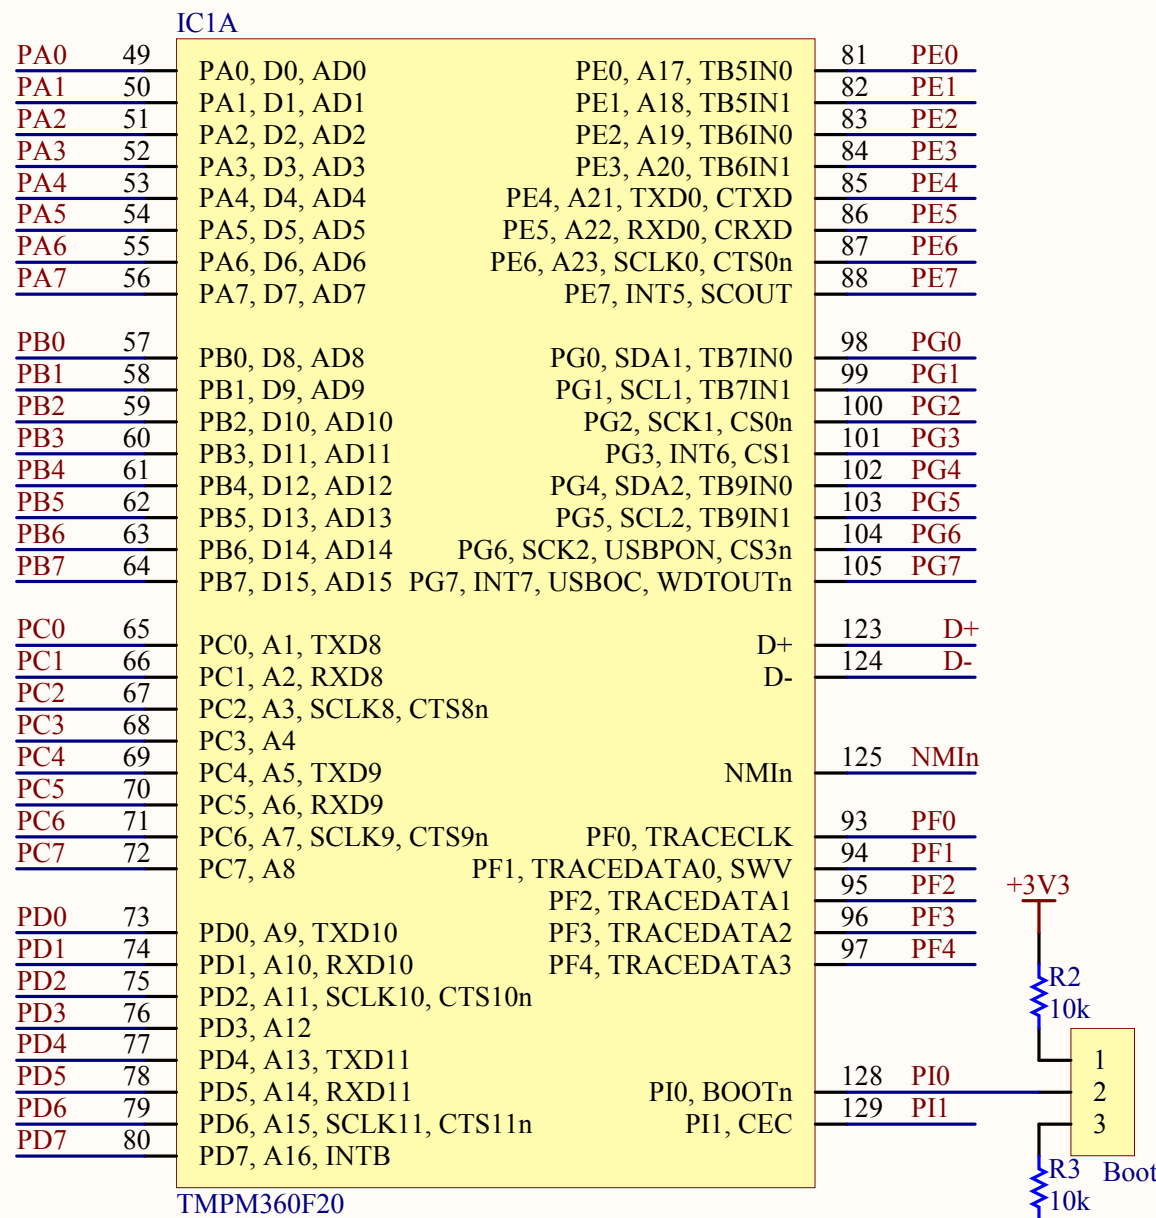 IC1A
PA0 49 PA0, D0, AD0 PE0, A17, TB5IN0 81 PE0
PA1 50 PA1, D1, AD1 PE1, A18, TB5IN1 82 PE1
PA2 51 PA2, D2, AD2 PE2, A19, TB6IN0 83 PE2
PA3 52 PA3, D3, AD3 PE3, A20, TB6IN1 84 PE3
PA4 53 PA4, D4, AD4 PE4, A21, TXD0, CTXD 85 PE4
PA5 54 PA5, D5, AD5 PE5, A22, RXD0, CRXD 86 PE5
PA6 55 PA6, D6, AD6 PE6, A23, SCLK0, CTS0n 87 PE6
PA7 56 PA7, D7, AD7 PE7, INT5, SCOUT 88 PE7
PB0 57 PB0, D8, AD8 PG0, SDA1, TB7IN0 98 PG0
PB1 58 PB1, D9, AD9 PG1, SCL1, TB7IN1 99 PG1
PB2 59 PB2, D10, AD10 PG2, SCK1, CS0n 100 PG2
PB3 60 PB3, D11, AD11 PG3, INT6, CS1 101 PG3
PB4 61 PB4, D12, AD12 PG4, SDA2, TB9IN0 102 PG4
PB5 62 PB5, D13, AD13 PG5, SCL2, TB9IN1 103 PG5
PB6 63 PB6, D14, AD14 PG6, SCK2, USBPON, CS3n 104 PG6
PB7 64 PB7, D15, AD15 PG7, INT7, USBOC, WDTOUTn 105 PG7
PC0 65 PC0, A1, TXD8 D+ 123 D+
PC1 66 PC1, A2, RXD8 D- 124 D-
PC2 67 PC2, A3, SCLK8, CTS8n
PC3 68 PC3, A4
PC4 69 PC4, A5, TXD9 NMIn 125 NMIn
PC5 70 PC5, A6, RXD9
PC6 71 PC6, A7, SCLK9, CTS9n PF0, TRACECLK 93 PF0
PC7 72 PC7, A8 PF1, TRACEDATA0, SWV 94 PF1
PF2, TRACEDATA1 95 PF2 +3V3
PD0 73 PD0, A9, TXD10 PF3, TRACEDATA2 96 PF3
PD1 74 PD1, A10, RXD10 PF4, TRACEDATA3 97 PF4
PD2 75 PD2, A11, SCLK10, CTS10n R2
PD3 76 PD3, A12 10k
PD4 77 PD4, A13, TXD11 1
PD5 78 PD5, A14, RXD11 PI0, BOOTn 128 PI0 2
PD6 79 PD6, A15, SCLK11, CTS11n PI1, CEC 129 PI1 3
PD7 80 PD7, A16, INTB
R3 Boot
TMPM360F20 10k